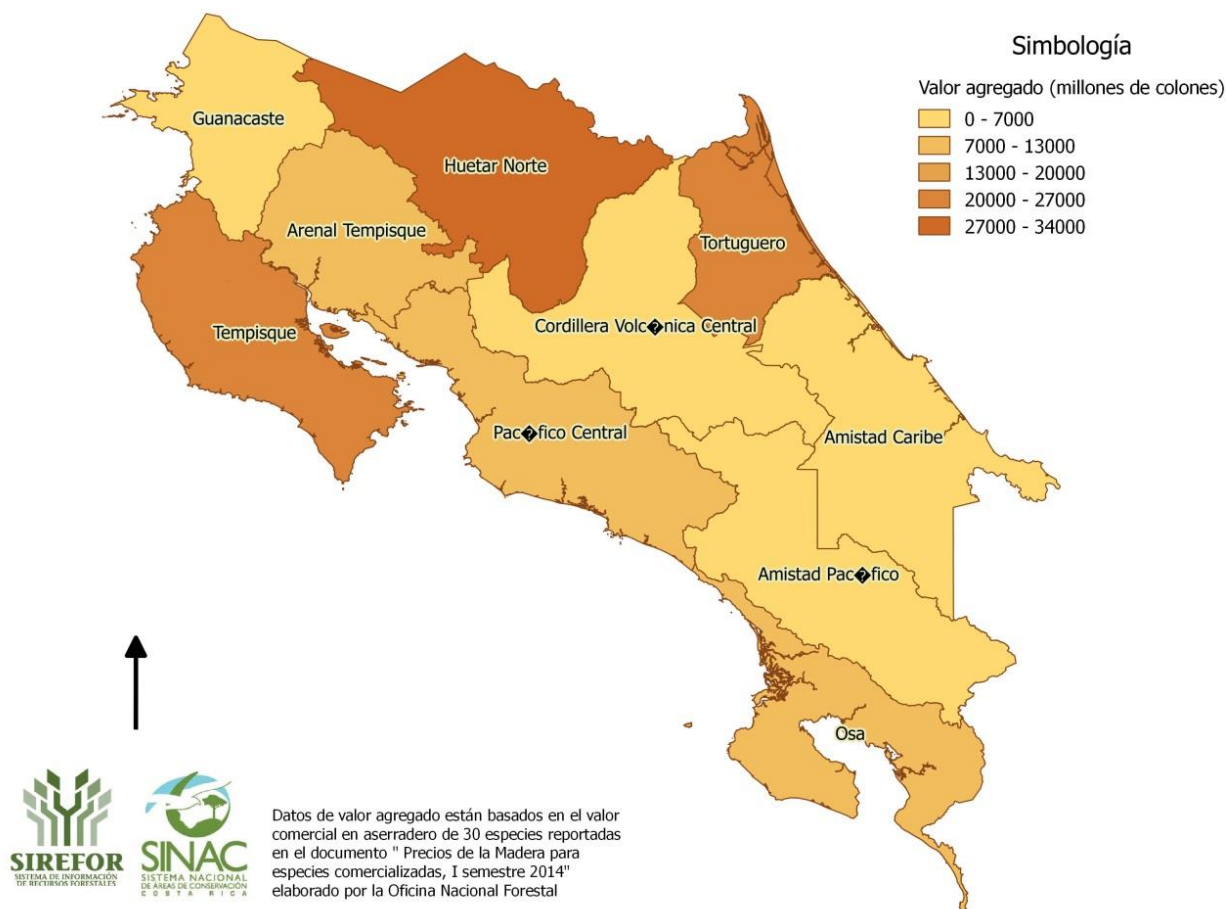 Simbología
Valor agregado (millones de colones)
0 - 7000
7000 - 13000
13000 - 20000
20000 - 27000
27000 - 34000
Guanacaste
Huetar Norte
Arenal Tempisque
Tortuguero
Tempisque
Cordillera Volc�nica Central
Pac�fico Central
Amistad Caribe
Amistad Pac�fico
Osa
SIREFOR
SISTEMA DE INFORMACIÓN
DE RECURSOS FORESTALES
SINAC
SISTEMA NACIONAL
DE ÁREAS DE CONSERVACIÓN
COSTA RICA
Datos de valor agregado están basados en el valor
comercial en aserradero de 30 especies reportadas
en el documento " Precios de la Madera para
especies comercializadas, I semestre 2014"
elaborado por la Oficina Nacional Forestal